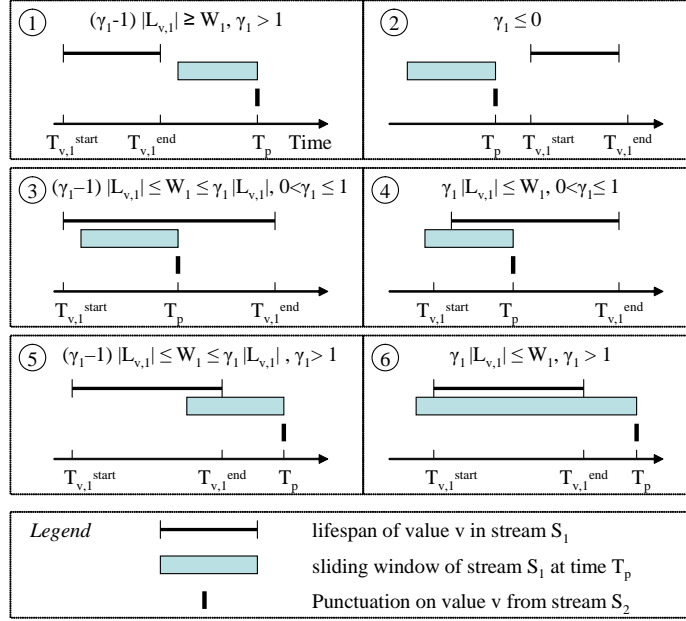 ① (γ₁-1) |Lᵥ,₁| ≥ W₁, γ₁ > 1
Tᵥ,₁ˢᵗᵃʳᵗ Tᵥ,₁ᵉⁿᵈ Tₚ Time
② γ₁ ≤ 0
Tₚ Tᵥ,₁ˢᵗᵃʳᵗ Tᵥ,₁ᵉⁿᵈ
③ (γ₁–1) |Lᵥ,₁| ≤ W₁ ≤ γ₁ |Lᵥ,₁|, 0<γ₁ ≤ 1
Tᵥ,₁ˢᵗᵃʳᵗ Tₚ Tᵥ,₁ᵉⁿᵈ
④ γ₁ |Lᵥ,₁| ≤ W₁, 0<γ₁ ≤ 1
Tᵥ,₁ˢᵗᵃʳᵗ Tₚ Tᵥ,₁ᵉⁿᵈ
⑤ (γ₁–1) |Lᵥ,₁| ≤ W₁ ≤ γ₁ |Lᵥ,₁| , γ₁ > 1
Tᵥ,₁ˢᵗᵃʳᵗ Tᵥ,₁ᵉⁿᵈ Tₚ
⑥ γ₁ |Lᵥ,₁| ≤ W₁, γ₁ > 1
Tᵥ,₁ˢᵗᵃʳᵗ Tᵥ,₁ᵉⁿᵈ Tₚ
Legend
lifespan of value v in stream S₁
sliding window of stream S₁ at time Tₚ
Punctuation on value v from stream S₂